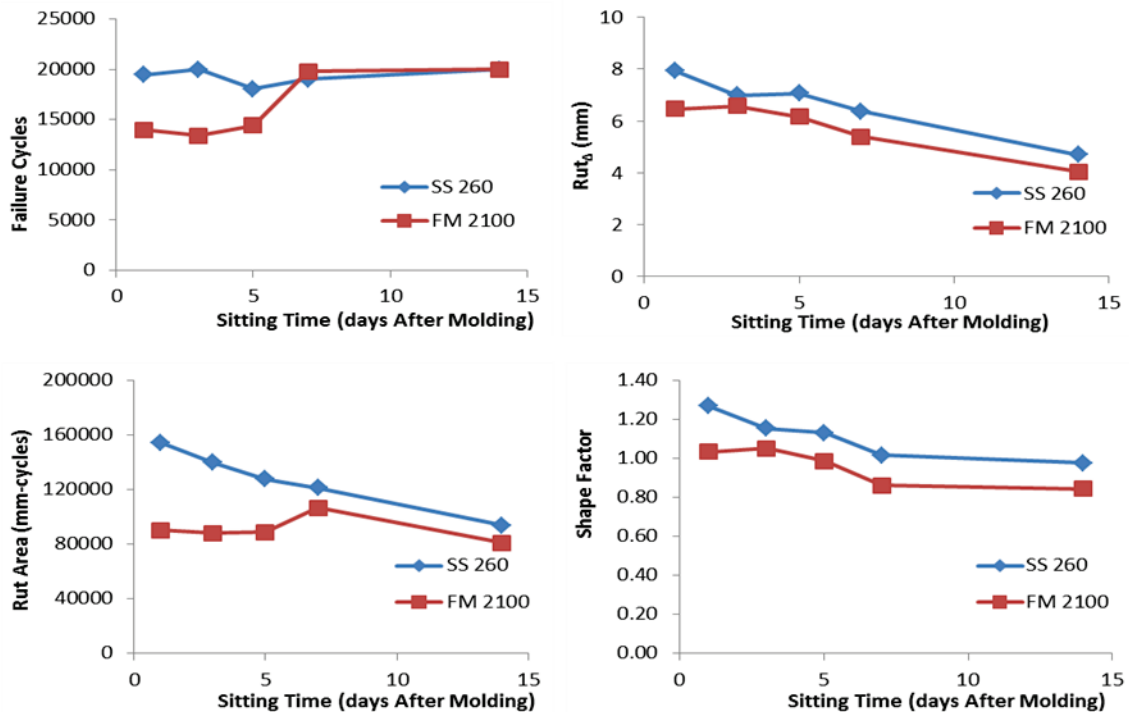 Failure Cycles
25000
20000
15000
10000
5000
0
SS 260
FM 2100
0 5 10 15
Sitting Time (days After Molding)
RutΔ (mm)
10
8
6
4
2
0
SS 260
FM 2100
0 5 10 15
Sitting Time (days After Molding)
Rut Area (mm-cycles)
200000
160000
120000
80000
40000
0
SS 260
FM 2100
0 5 10 15
Sitting Time (days After Molding)
Shape Factor
1.40
1.20
1.00
0.80
0.60
0.40
0.20
0.00
SS 260
FM 2100
0 5 10 15
Sitting Time (days After Molding)